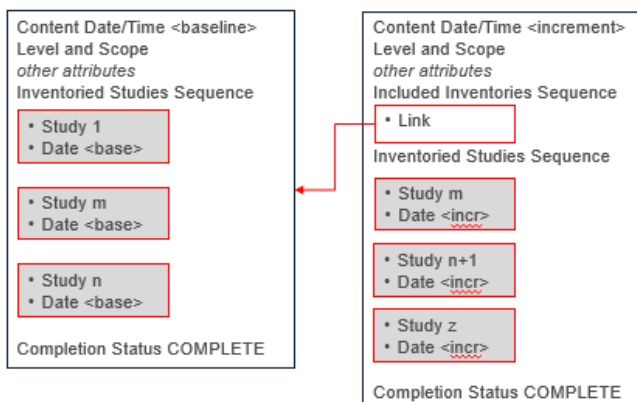 Content Date/Time <baseline>
Level and Scope
other attributes
Inventoried Studies Sequence
• Study 1
• Date <base>
• Study m
• Date <base>
• Study n
• Date <base>
Completion Status COMPLETE
Content Date/Time <increment>
Level and Scope
other attributes
Included Inventories Sequence
• Link
Inventoried Studies Sequence
• Study m
• Date <incr>
• Study n+1
• Date <incr>
• Study z
• Date <incr>
Completion Status COMPLETE